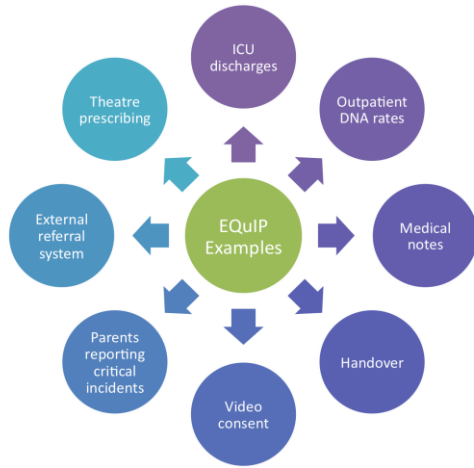 ICU
discharges
Outpatient
DNA rates
Medical
notes
Handover
Video
consent
Parents
reporting
critical
incidents
External
referral
system
Theatre
prescribing
EQuIP
Examples